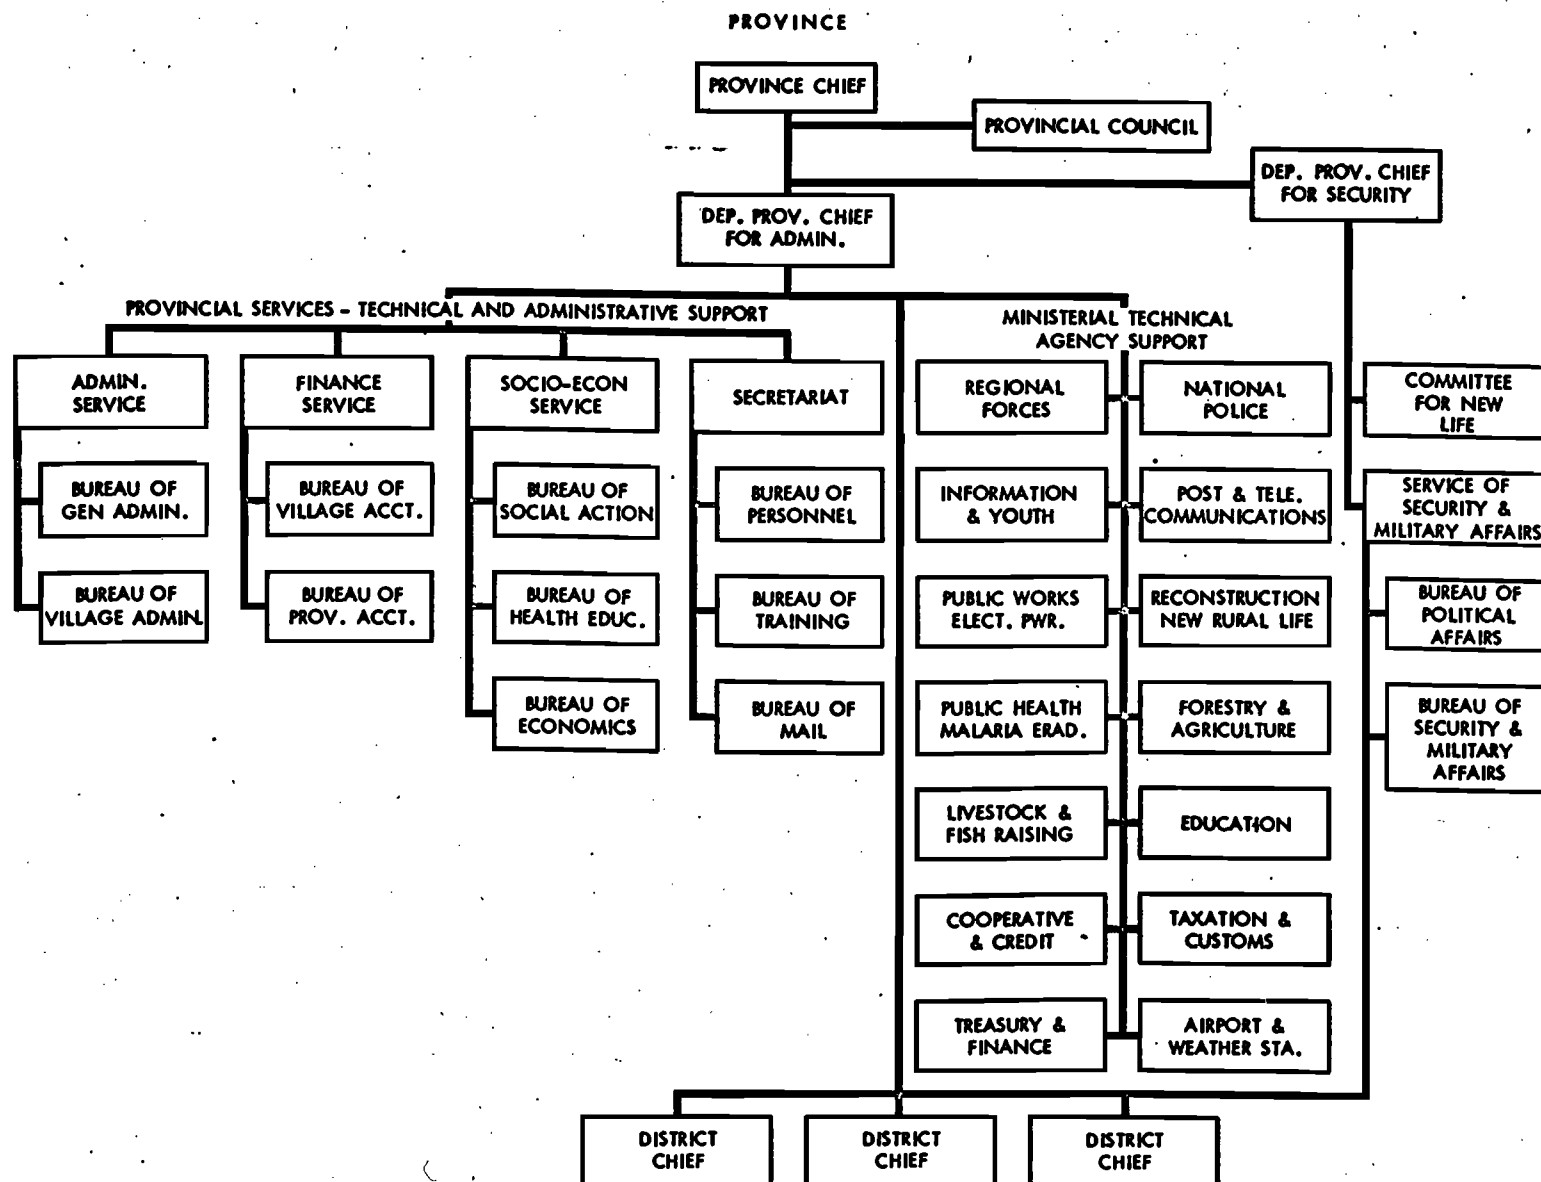 PROVINCE
PROVINCE CHIEF
PROVINCIAL COUNCIL
DEP. PROV. CHIEF
FOR SECURITY
DEP. PROV. CHIEF
FOR ADMIN.
PROVINCIAL SERVICES - TECHNICAL AND ADMINISTRATIVE SUPPORT
MINISTERIAL TECHNICAL
AGENCY SUPPORT
ADMIN.
SERVICE
BUREAU OF
GEN ADMIN.
BUREAU OF
VILLAGE ADMIN.
FINANCE
SERVICE
BUREAU OF
VILLAGE ACCT.
BUREAU OF
PROV. ACCT.
SOCIO-ECON
SERVICE
BUREAU OF
SOCIAL ACTION
BUREAU OF
HEALTH EDUC.
BUREAU OF
ECONOMICS
SECRETARIAT
BUREAU OF
PERSONNEL
BUREAU OF
TRAINING
BUREAU OF
MAIL
REGIONAL
FORCES
NATIONAL
POLICE
INFORMATION
& YOUTH
POST & TELE.
COMMUNICATIONS
PUBLIC WORKS
ELECT. PWR.
RECONSTRUCTION
NEW RURAL LIFE
PUBLIC HEALTH
MALARIA ERAD.
FORESTRY &
AGRICULTURE
LIVESTOCK &
FISH RAISING
EDUCATION
COOPERATIVE
& CREDIT
TAXATION &
CUSTOMS
TREASURY &
FINANCE
AIRPORT &
WEATHER STA.
COMMITTEE
FOR NEW
LIFE
SERVICE OF
SECURITY &
MILITARY AFFAIRS
BUREAU OF
POLITICAL
AFFAIRS
BUREAU OF
SECURITY &
MILITARY
AFFAIRS
DISTRICT
CHIEF
DISTRICT
CHIEF
DISTRICT
CHIEF